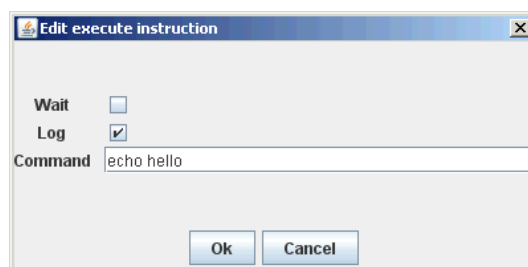 Edit execute instruction
Wait
Log
Command echo hello
Ok Cancel